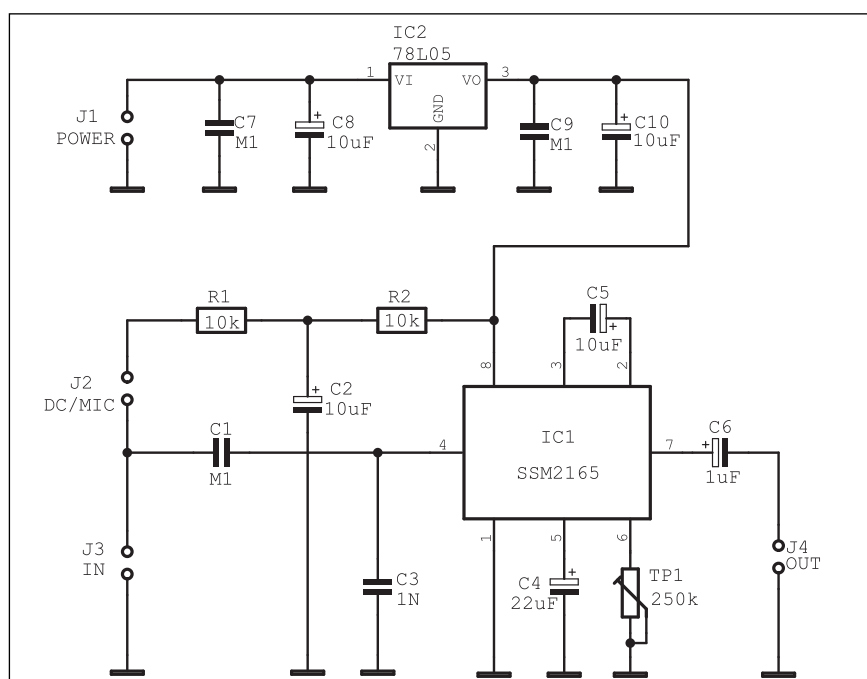 IC2
78L05
1
VI
VO
3
GND
2
J1
POWER
C7
M1
+
C8
10uF
C9
M1
+
C10
10uF
R1
10k
R2
10k
C5
+
10uF
J2
DC/MIC
+
C2
10uF
8
3
2
C1
M1
4
IC1
SSM2165
7
C6
+
1uF
J3
IN
C3
1N
1
5
6
+
C4
22uF
TP1
250k
J4
OUT